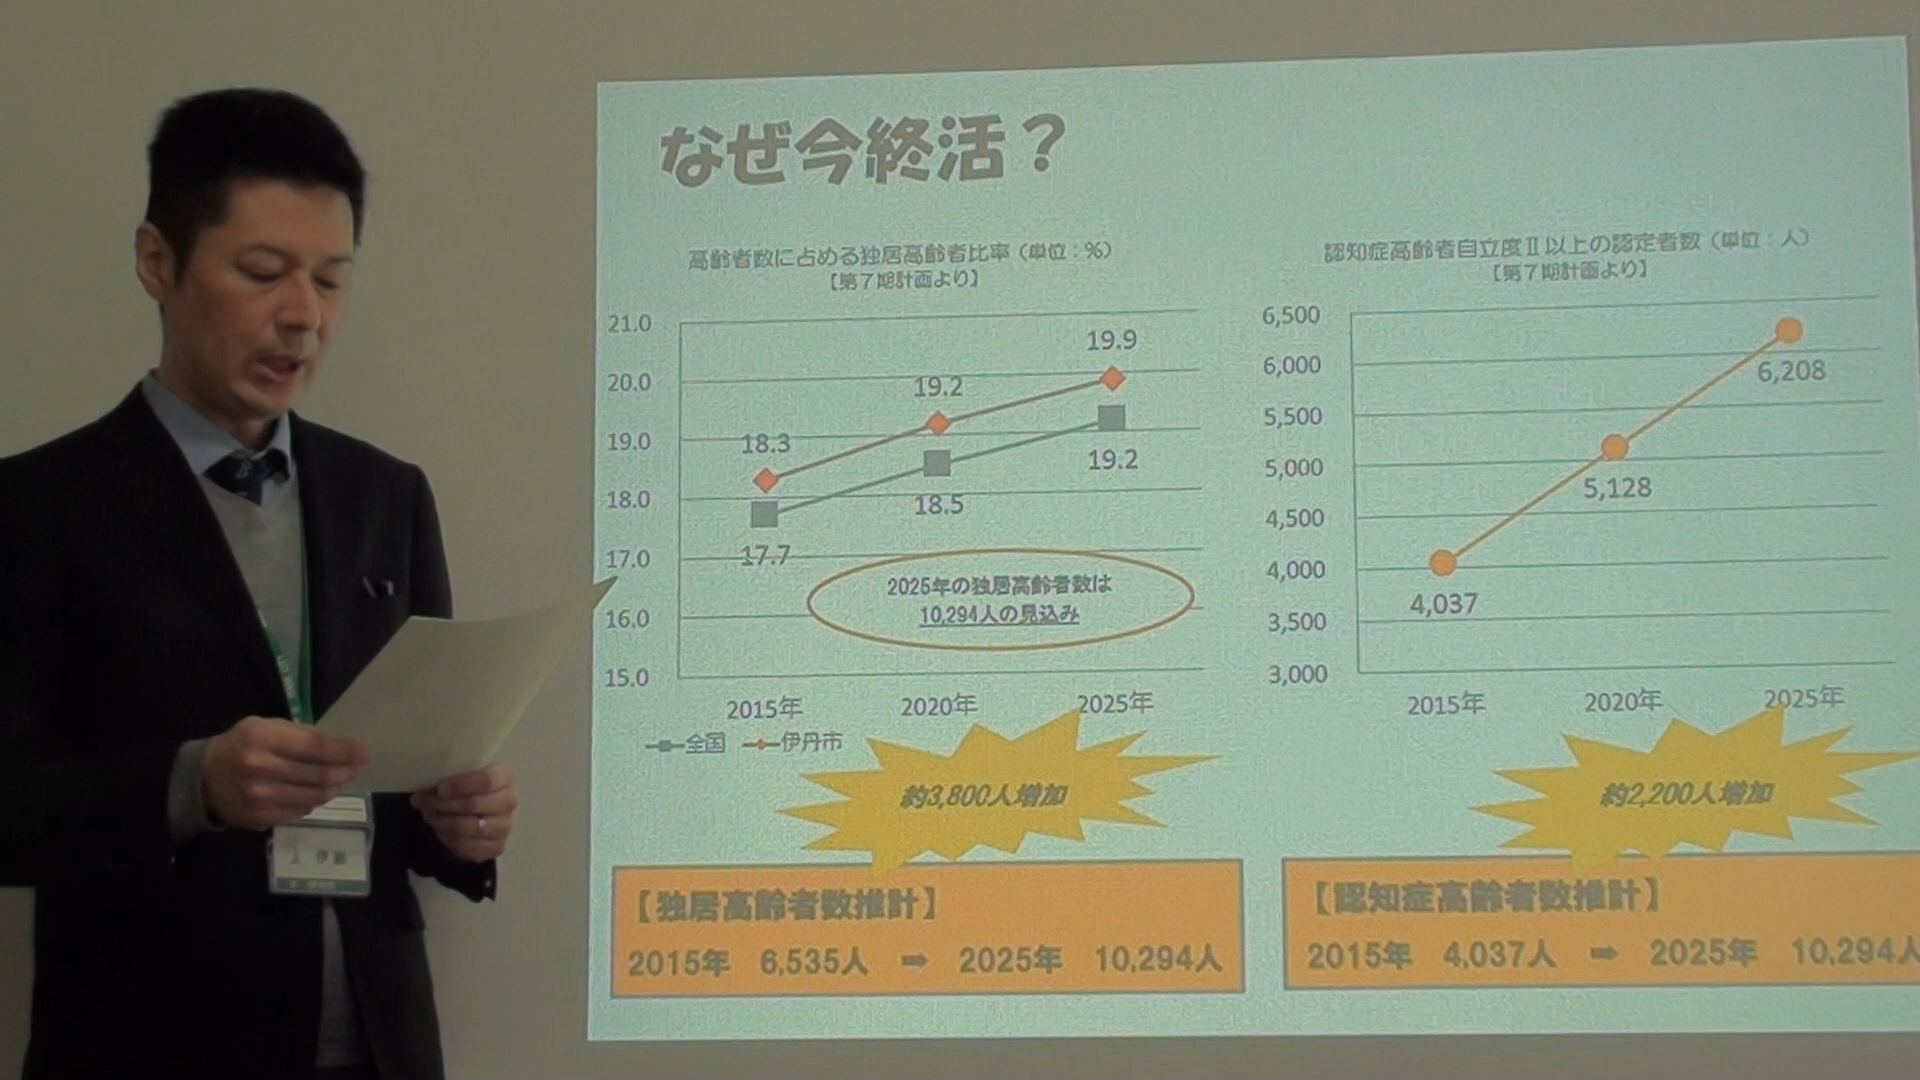 なぜ今終活？
高齢者数に占める独居高齢者比率（単位：％）
【第７期計画より】
21.0
20.0
19.0
18.0
17.0
16.0
15.0
18.3
19.2
19.9
17.7
18.5
19.2
2025年の独居高齢者数は
10,294人の見込み
2015年 2020年 2025年
全国 伊丹市
約3,800人増加
【独居高齢者数推計】
2015年 6,535人 ➡ 2025年 10,294人
認知症高齢者自立度Ⅱ以上の認定者数（単位：人）
【第７期計画より】
6,500
6,000
5,500
5,000
4,500
4,000
3,500
3,000
4,037
5,128
6,208
2015年 2020年 2025年
約2,200人増加
【認知症高齢者数推計】
2015年 4,037人 ➡ 2025年 10,294人